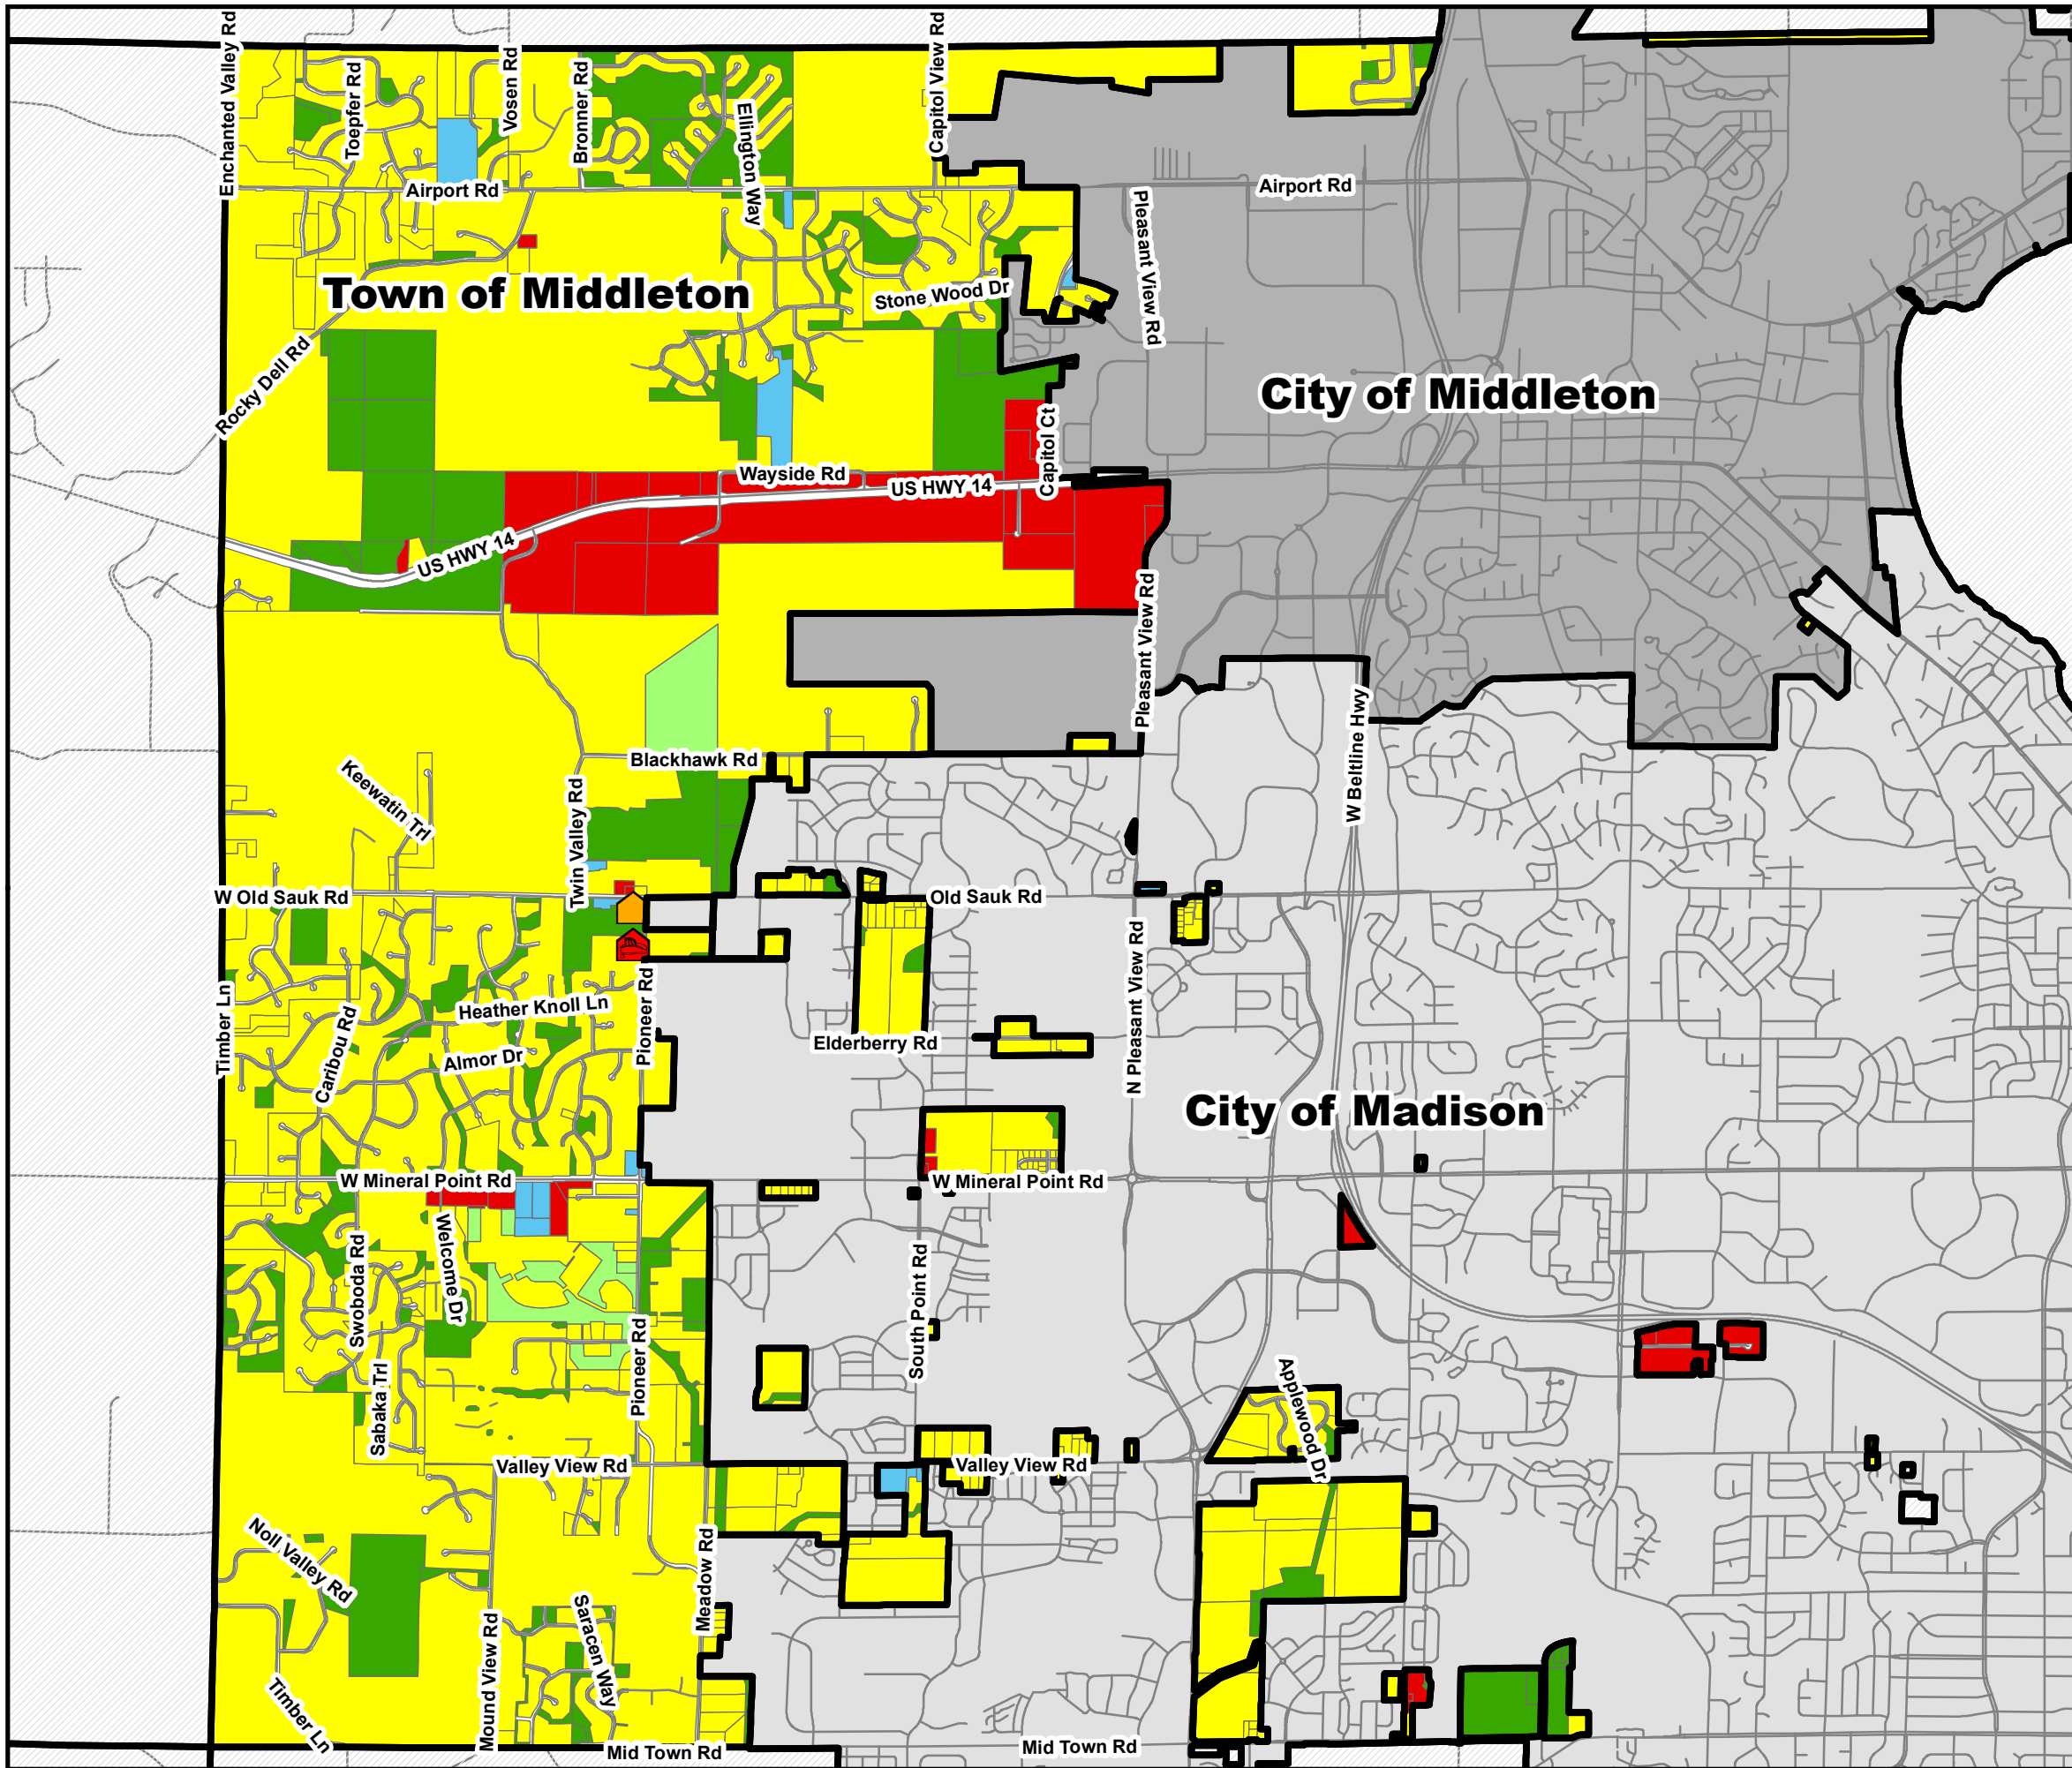 Enchanted Valley Rd
Toepfer Rd
Vosen Rd
Bronner Rd
Ellington Way
Capitol View Rd
Airport Rd
Airport Rd
Pleasant View Rd
Town of Middleton
Stone Wood Dr
Rocky Dell Rd
City of Middleton
Capitol Ct
Wayside Rd
US HWY 14
US HWY 14
Pleasant View Rd
W Beltline Hwy
Blackhawk Rd
Keewatin Trl
Twin Valley Rd
W Old Sauk Rd
Old Sauk Rd
Timber Ln
Caribou Rd
Heather Knoll Ln
Almor Dr
Pioneer Rd
Elderberry Rd
N Pleasant View Rd
City of Madison
W Mineral Point Rd
W Mineral Point Rd
Swoboda Rd
Welcome Dr
South Point Rd
Sabaka Trl
Pioneer Rd
Applewood Dr
Valley View Rd
Valley View Rd
Noll Valley Rd
Meadow Rd
Saracen Way
Mound View Rd
Timber Ln
Mid Town Rd
Mid Town Rd